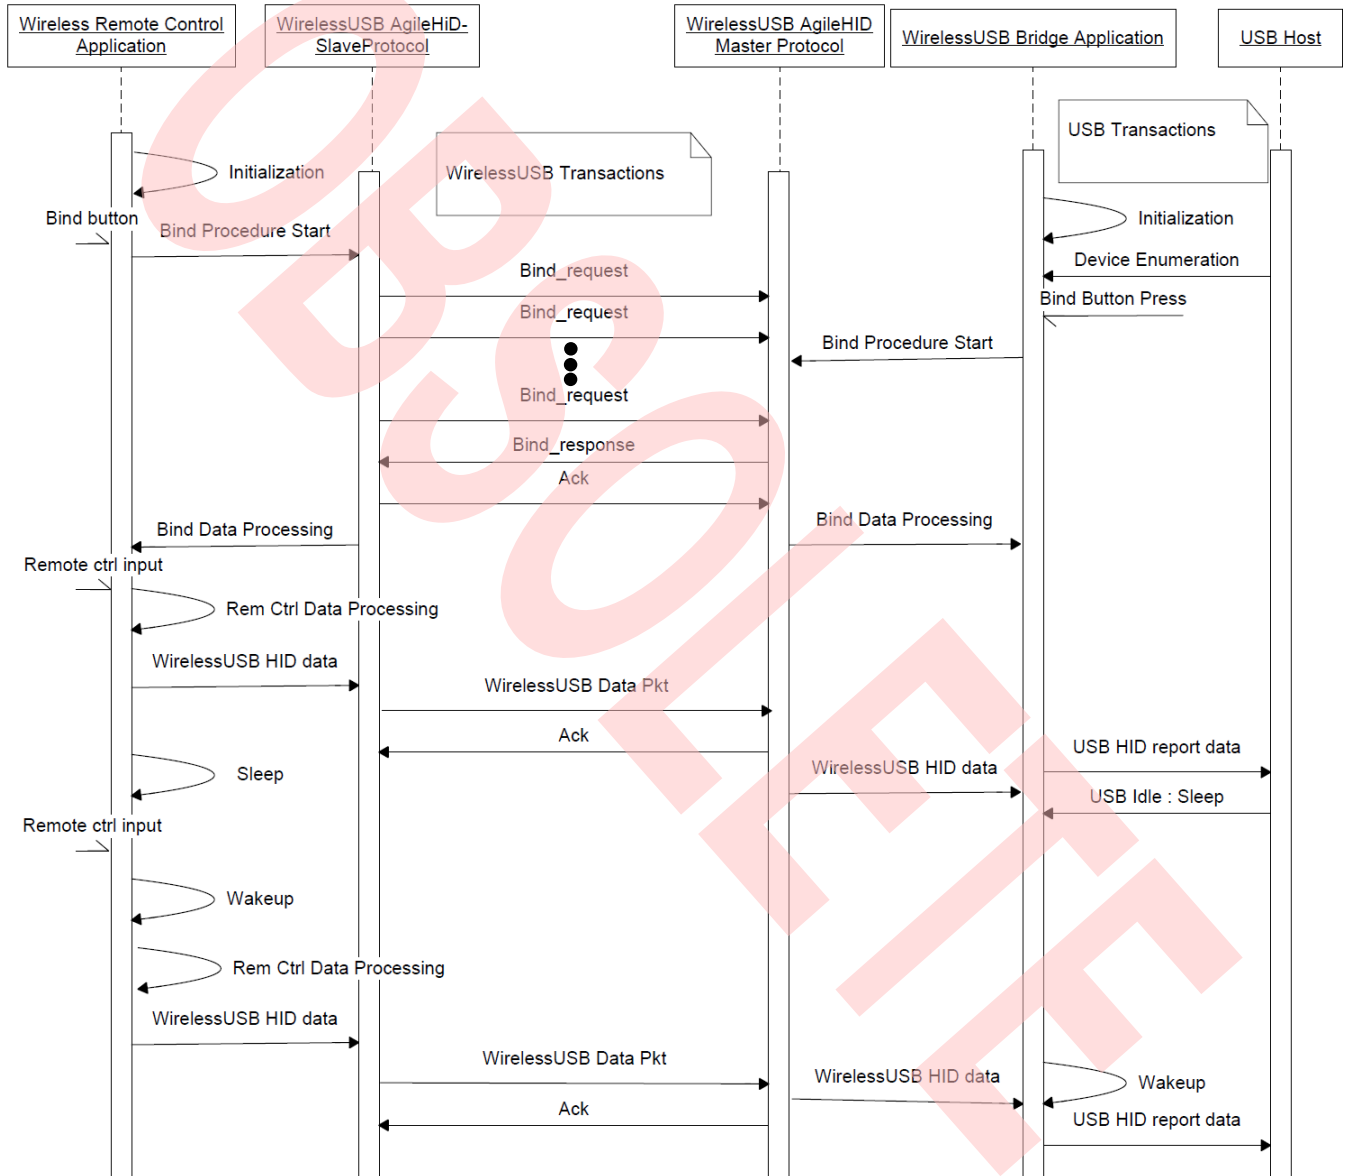 Wireless Remote Control
Application
WirelessUSB AgileHiD-
SlaveProtocol
WirelessUSB AgileHID
Master Protocol
WirelessUSB Bridge Application
USB Host
USB Transactions
WirelessUSB Transactions
Initialization
Bind button
Bind Procedure Start
Initialization
Device Enumeration
Bind_request
Bind Button Press
Bind_request
Bind Procedure Start
Bind_request
Bind_response
Ack
Bind Data Processing
Bind Data Processing
Remote ctrl input
Rem Ctrl Data Processing
WirelessUSB HID data
WirelessUSB Data Pkt
Ack
USB HID report data
Sleep
WirelessUSB HID data
USB Idle : Sleep
Remote ctrl input
Wakeup
Rem Ctrl Data Processing
WirelessUSB HID data
WirelessUSB Data Pkt
WirelessUSB HID data
Wakeup
Ack
USB HID report data
OBSOLETE